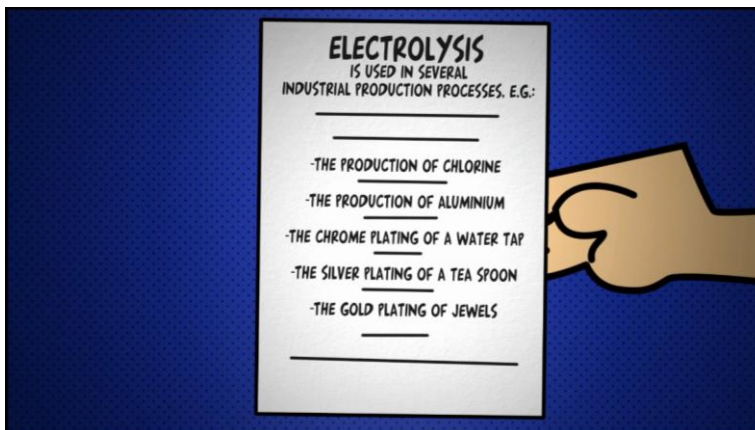 ELECTROLYSIS
IS USED IN SEVERAL
INDUSTRIAL PRODUCTION PROCESSES. E.G.:
-THE PRODUCTION OF CHLORINE
-THE PRODUCTION OF ALUMINIUM
-THE CHROME PLATING OF A WATER TAP
-THE SILVER PLATING OF A TEA SPOON
-THE GOLD PLATING OF JEWELS